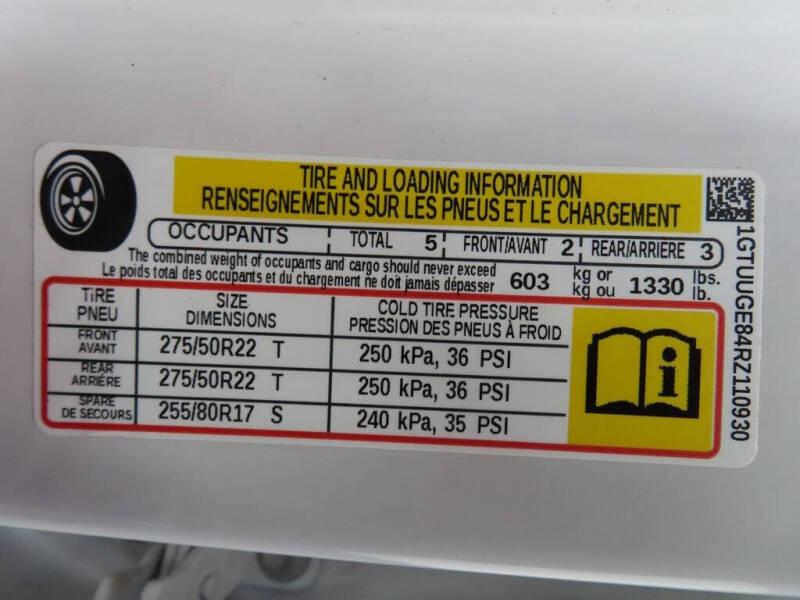 TIRE AND LOADING INFORMATION
RENSEIGNEMENTS SUR LES PNEUS ET LE CHARGEMENT
OCCUPANTS TOTAL 5 FRONT/AVANT 2 REAR/ARRIÈRE 3
The combined weight of occupants and cargo should never exceed
Le poids total des occupants et du chargement ne doit jamais dépasser
603 kg or kg ou 1330 lbs. lb.
TIRE PNEU SIZE DIMENSIONS COLD TIRE PRESSURE PRESSION DES PNEUS À FROID
FRONT AVANT 275/50R22 T 250 kPa, 36 PSI
REAR ARRIÈRE 275/50R22 T 250 kPa, 36 PSI
SPARE DE SECOURS 255/80R17 S 240 kPa, 35 PSI
i
1GTUUGE84RZ110930